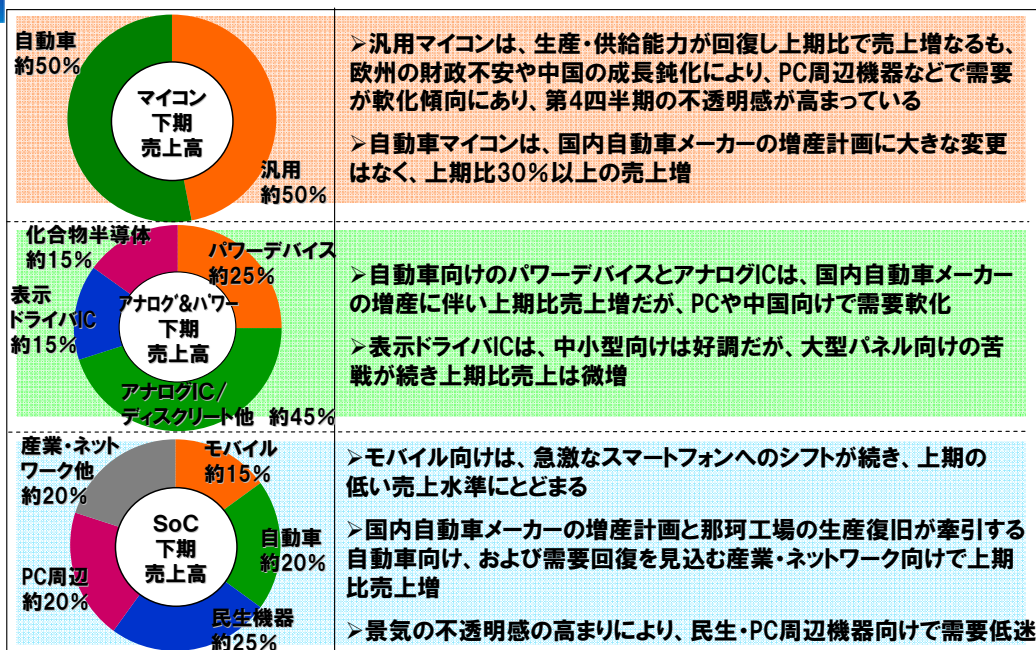 自動車
約50%
マイコン
下期
売上高
汎用
約50%
➢汎用マイコンは、生産・供給能力が回復し上期比で売上増なるも、
欧州の財政不安や中国の成長鈍化により、PC周辺機器などで需要
が軟化傾向にあり、第4四半期の不透明感が高まっている
➢自動車マイコンは、国内自動車メーカーの増産計画に大きな変更
はなく、上期比30%以上の売上増
化合物半導体
約15%
パワーデバイス
約25%
表示
ドライバIC
約15%
アナログ&パワー
下期
売上高
アナログIC/
ディスクリート他 約45%
➢自動車向けのパワーデバイスとアナログICは、国内自動車メーカー
の増産に伴い上期比売上増だが、PCや中国向けで需要軟化
➢表示ドライバICは、中小型向けは好調だが、大型パネル向けの苦
戦が続き上期比売上は微増
産業・ネット
ワーク他
約20%
モバイル
約15%
SoC
下期
売上高
自動車
約20%
PC周辺
約20%
民生機器
約25%
➢モバイル向けは、急激なスマートフォンへのシフトが続き、上期の
低い売上水準にとどまる
➢国内自動車メーカーの増産計画と那珂工場の生産復旧が牽引する
自動車向け、および需要回復を見込む産業・ネットワーク向けで上期
比売上増
➢景気の不透明感の高まりにより、民生・PC周辺機器向けで需要低迷